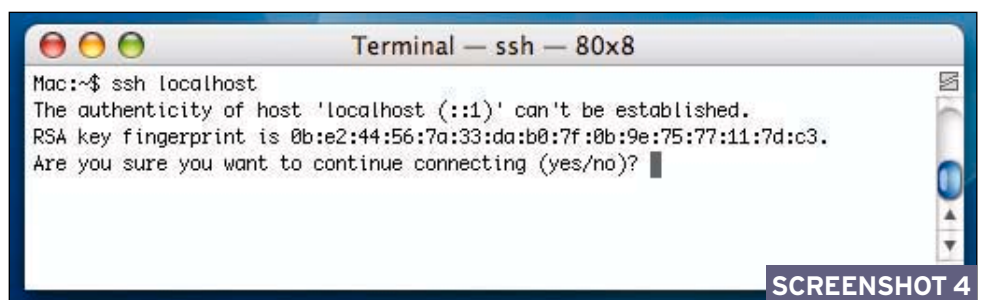 Terminal — ssh — 80x8
Mac:~$ ssh localhost
The authenticity of host 'localhost (::1)' can't be established.
RSA key fingerprint is 0b:e2:44:56:7a:33:da:b0:7f:0b:9e:75:77:11:7d:c3.
Are you sure you want to continue connecting (yes/no)?
SCREENSHOT 4